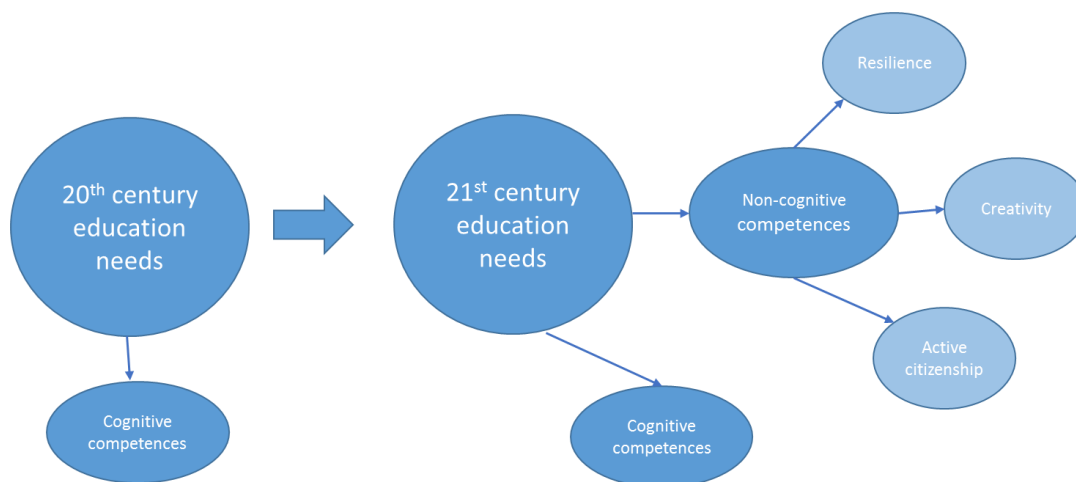 20th century
education
needs
Cognitive
competences
21st century
education
needs
Cognitive
competences
Non-cognitive
competences
Resilience
Creativity
Active
citizenship